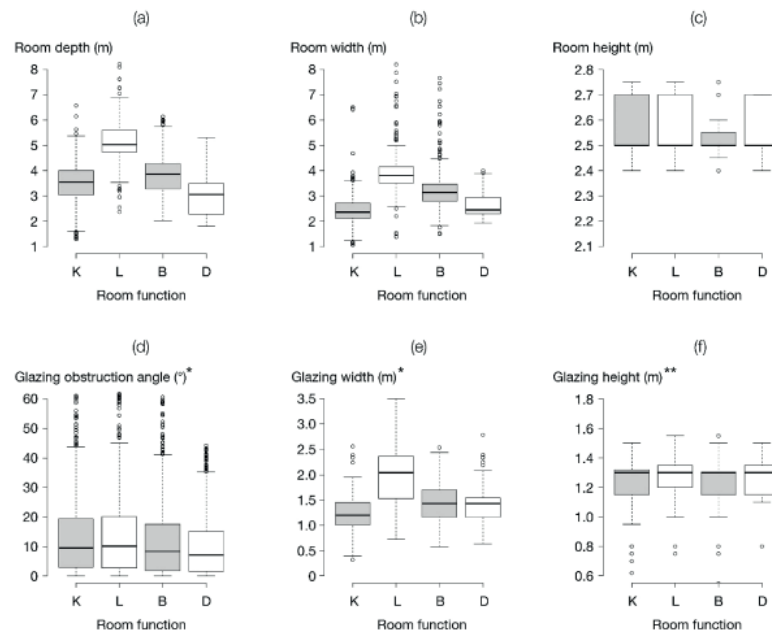 (a)
(b)
(c)
Room depth (m)
Room width (m)
Room height (m)
8
7
6
5
4
3
2
1
8
7
6
5
4
3
2
1
2.8
2.7
2.6
2.5
2.4
2.3
2.2
2.1
K L B D
K L B D
K L B D
Room function
Room function
Room function
(d)
(e)
(f)
Glazing obstruction angle (°)*
Glazing width (m)*
Glazing height (m)**
60
50
40
30
20
10
0
3.5
3.0
2.5
2.0
1.5
1.0
0.5
0
1.8
1.6
1.4
1.2
1.0
0.8
0.6
K L B D
K L B D
K L B D
Room function
Room function
Room function